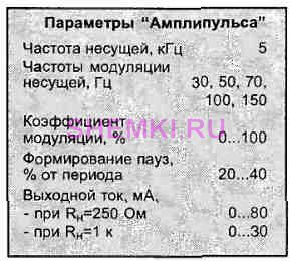 Параметры “Амплипульса”
Частота несущей, кГц 5
Частоты модуляции
несущей, Гц 30, 50, 70,
100, 150
Коэффициент
модуляции, % 0...100
SHEMKI.RU
Формирование пауз,
% от периода 20...40
Выходной ток, мА,
- при Rн=250 Ом 0...80
- при Rн=1 к 0...30